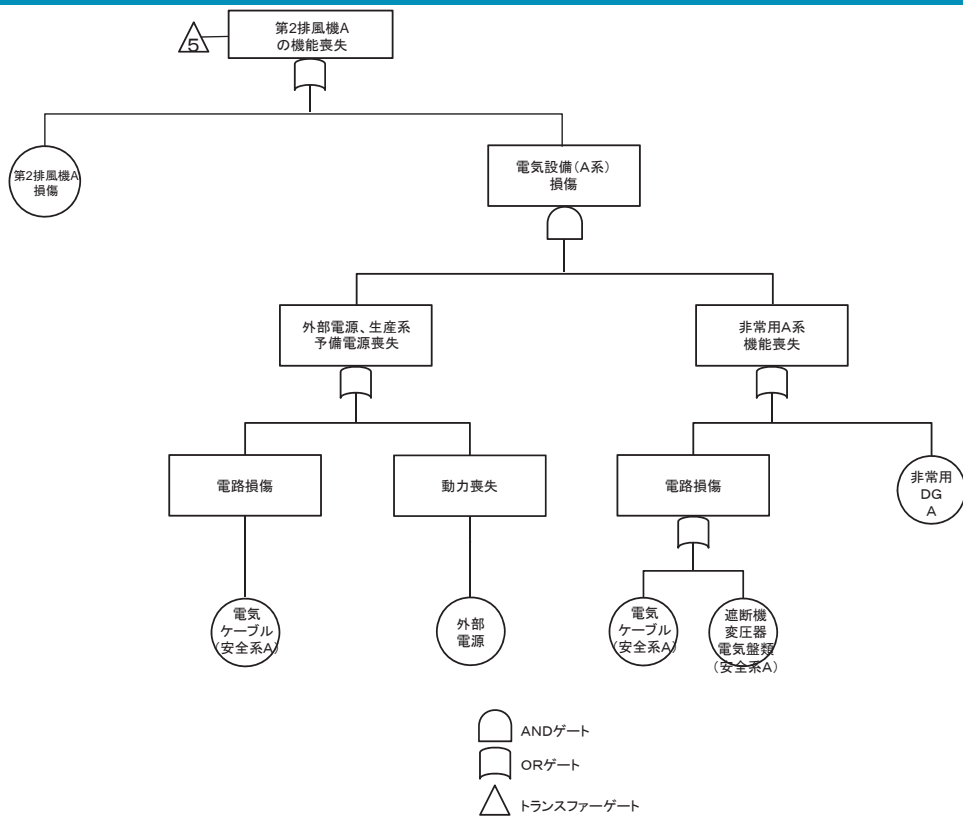 5
第2排風機A
の機能喪失
第2排風機A
損傷
電気設備（A系）
損傷
外部電源、生産系
予備電源喪失
非常用A系
機能喪失
電路損傷
動力喪失
電路損傷
非常用
DG
A
電気
ケーブル
（安全系A）
外部
電源
電気
ケーブル
（安全系A）
遮断機
変圧器
電気盤類
（安全系A）
ANDゲート
ORゲート
トランスファーゲート